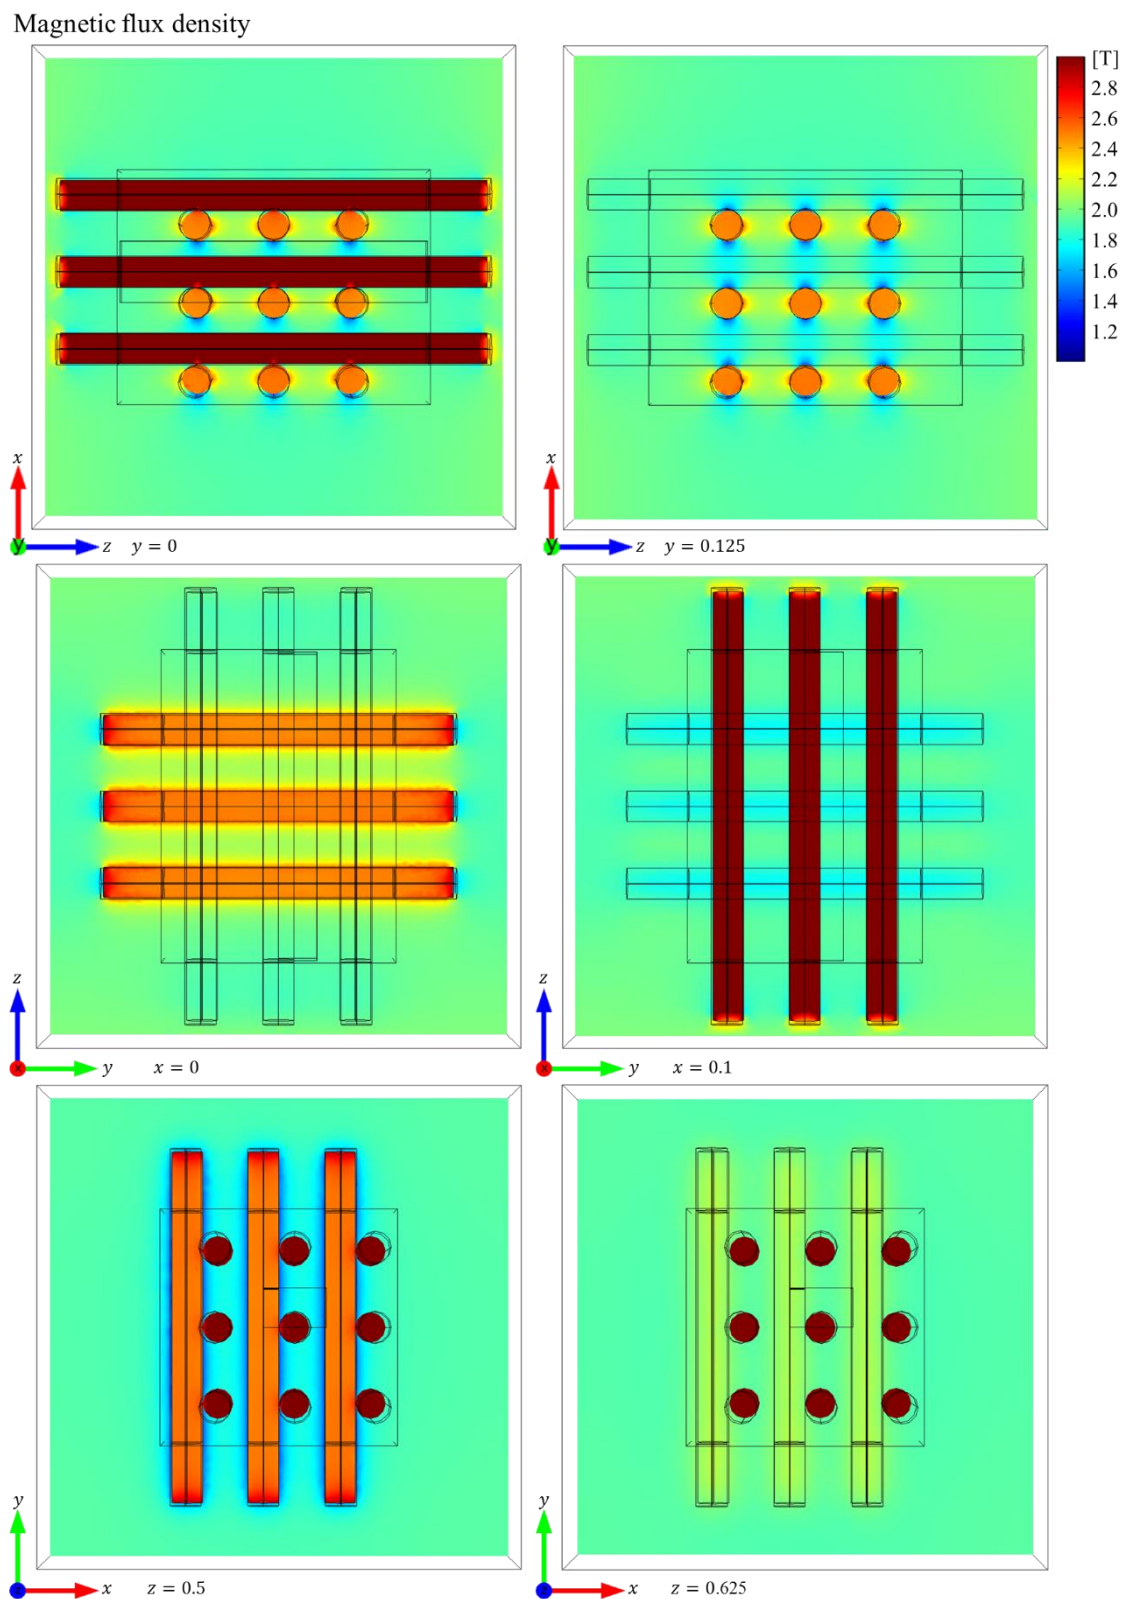 Magnetic flux density
[T]
2.8
2.6
2.4
2.2
2.0
1.8
1.6
1.4
1.2
x
y
z y = 0
x
z y = 0.125
z
x
y x = 0
z
x
y x = 0.1
y
z
x z = 0.5
y
z
x z = 0.625